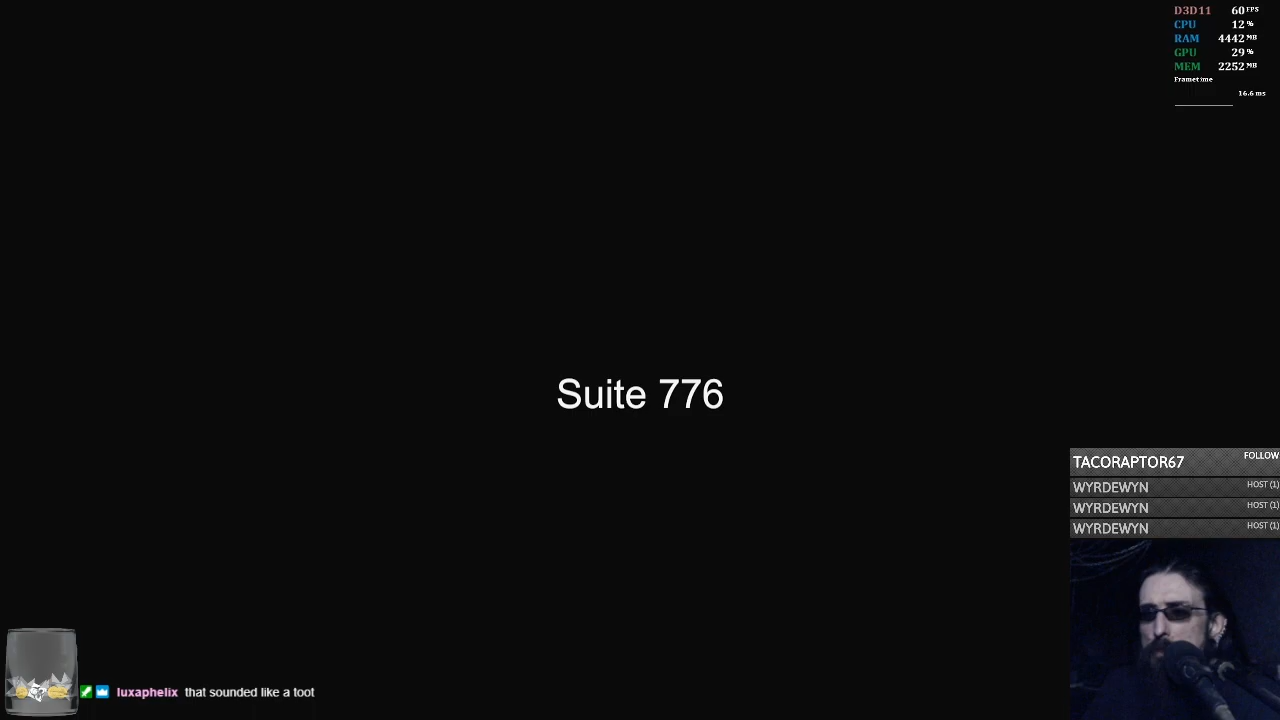 D3D11 60 FPS
CPU 12 %
RAM 4442 MB
GPU 29 %
MEM 2252 MB
Frametime
16.6 ms
Suite 776
TACORAPTOR67 FOLLOW
WYRDEWYN HOST (1)
WYRDEWYN HOST (1)
WYRDEWYN HOST (1)
luxaphelix that sounded like a toot